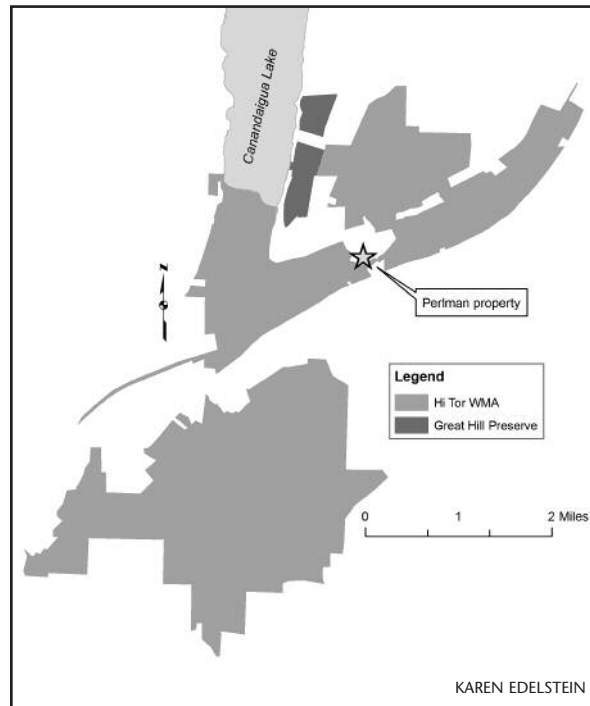 Canandaigua Lake
N
Perlman property
Legend
Hi Tor WMA
Great Hill Preserve
0 1 2 Miles
KAREN EDELSTEIN